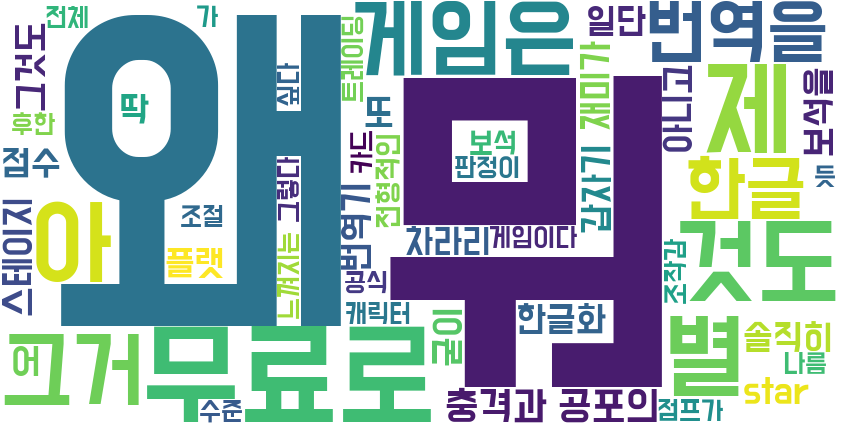 전체
가
그것도
후한
점수
딱
왜
싶다
트레이딩
게임은
일단
번역을
또
재미가
아니고
제
보석을
카드
전형적인
보석
판정이
뭐
갑자기
한글
듯
스테이지
아
조절
그렇다
플랫
느껴지는
번역기
공식
차라리
게임이다
조작감
것도
캐릭터
한글화
그거
어
무료로
수준
굳이
충격과 공포의
점프가
별
솔직히
나름
star